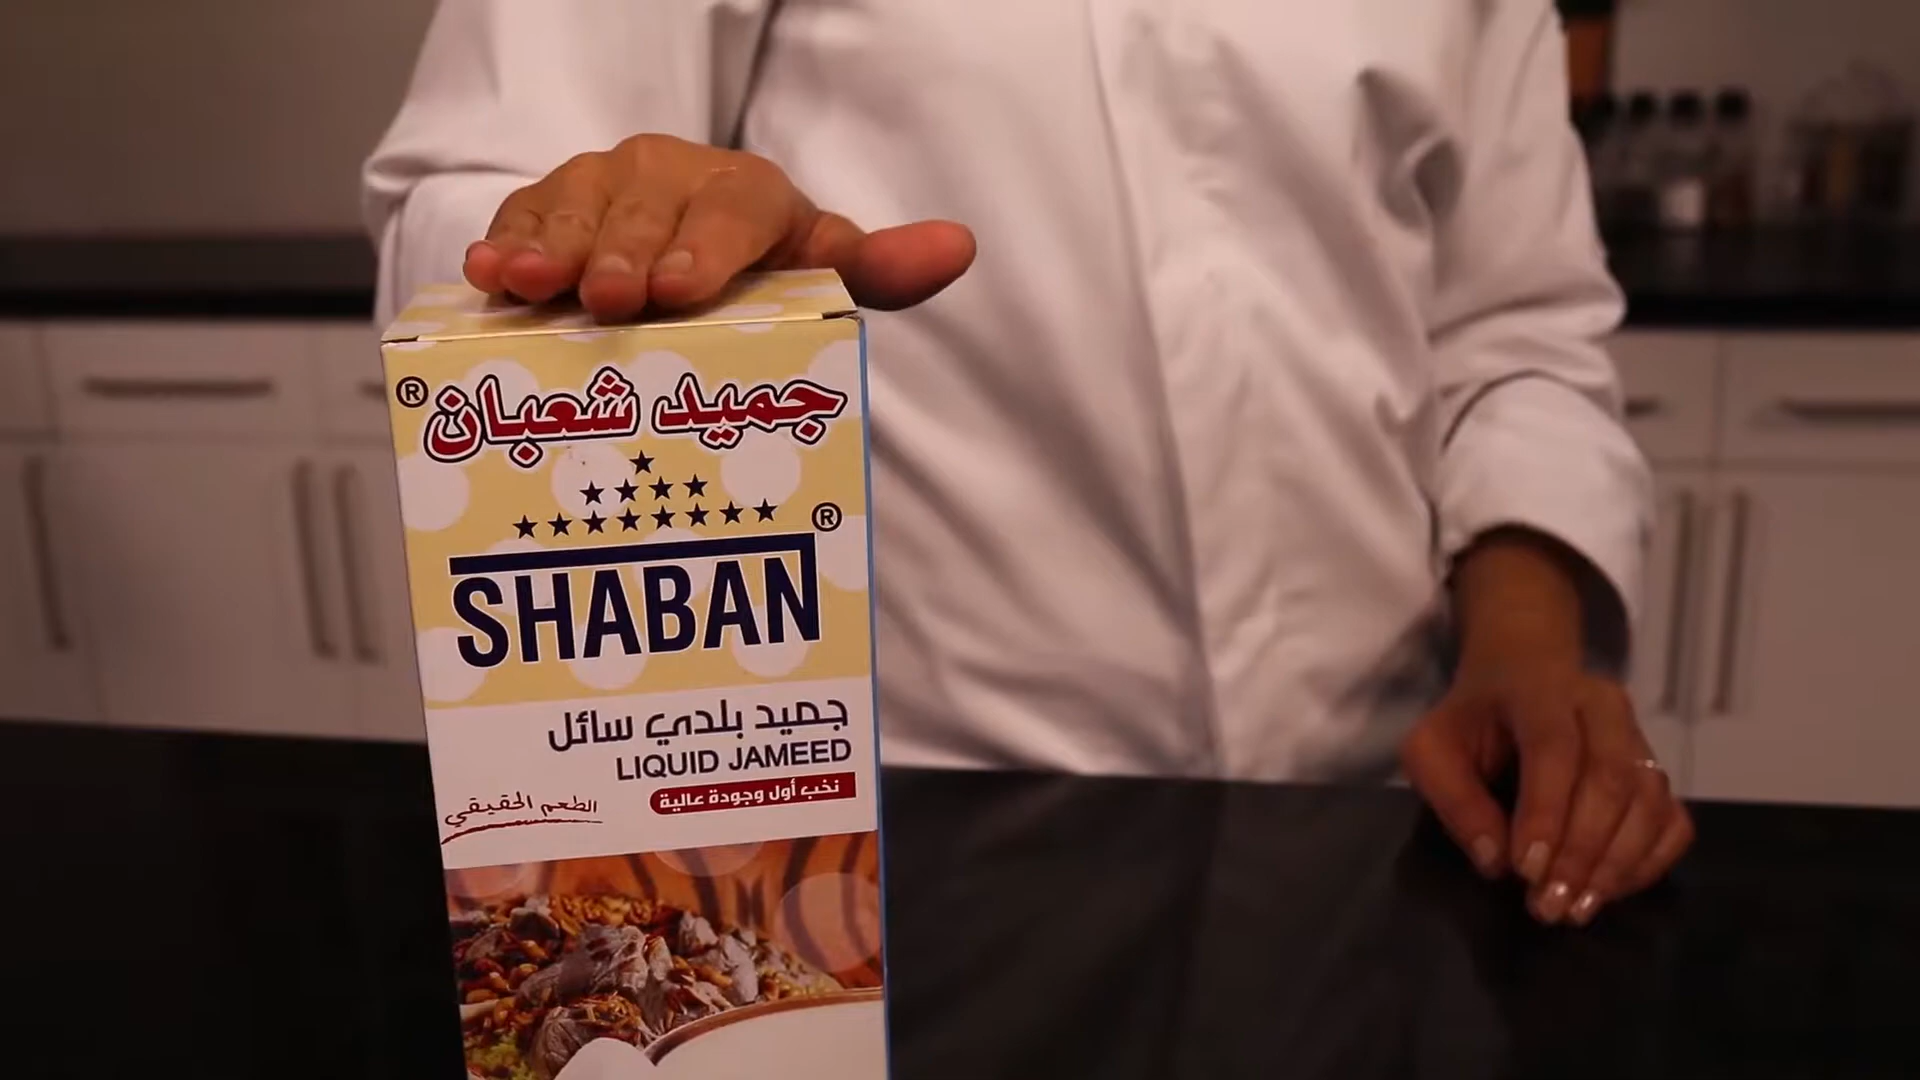 جميد شعبان ®
® SHABAN
جميد بلدي سائل
LIQUID JAMEED
نخب أول وجودة عالية
الطعم الحقيقي